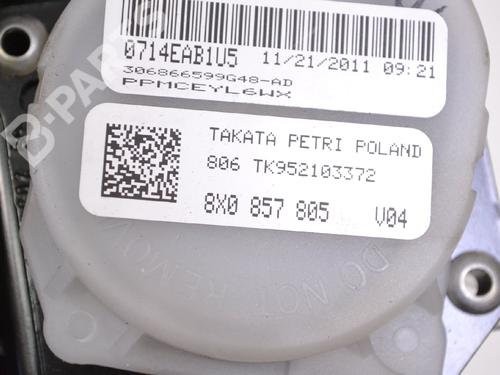 0714EAB1U5 11/21/2011 09:21
306866599G48-AD
PPMCEYL6WX
TAKATA PETRI POLAND
806 TK952103372
8X0 857 805 V04
DO NOT REMOVE
B-PARTS